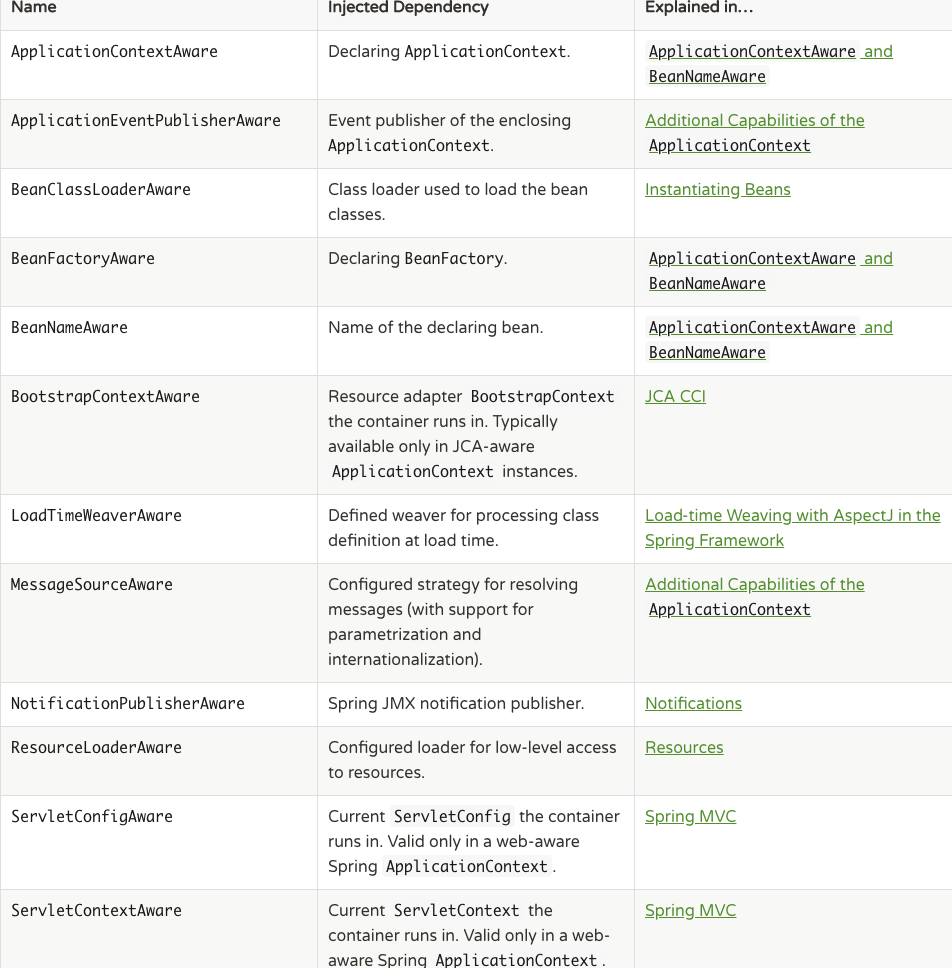 Name Injected Dependency Explained in…
ApplicationContextAware Declaring ApplicationContext. ApplicationContextAware and
BeanNameAware
ApplicationEventPublisherAware Event publisher of the enclosing Additional Capabilities of the
ApplicationContext. ApplicationContext
BeanClassLoaderAware Class loader used to load the bean Instantiating Beans
classes.
BeanFactoryAware Declaring BeanFactory. ApplicationContextAware and
BeanNameAware
BeanNameAware Name of the declaring bean. ApplicationContextAware and
BeanNameAware
BootstrapContextAware Resource adapter BootstrapContext JCA CCI
the container runs in. Typically
available only in JCA-aware
ApplicationContext instances.
LoadTimeWeaverAware Defined weaver for processing class Load-time Weaving with AspectJ in the
definition at load time. Spring Framework
MessageSourceAware Configured strategy for resolving Additional Capabilities of the
messages (with support for ApplicationContext
parametrization and
internationalization).
NotificationPublisherAware Spring JMX notification publisher. Notifications
ResourceLoaderAware Configured loader for low-level access Resources
to resources.
ServletConfigAware Current ServletConfig the container Spring MVC
runs in. Valid only in a web-aware
Spring ApplicationContext.
ServletContextAware Current ServletContext the Spring MVC
container runs in. Valid only in a web-
aware Spring ApplicationContext.